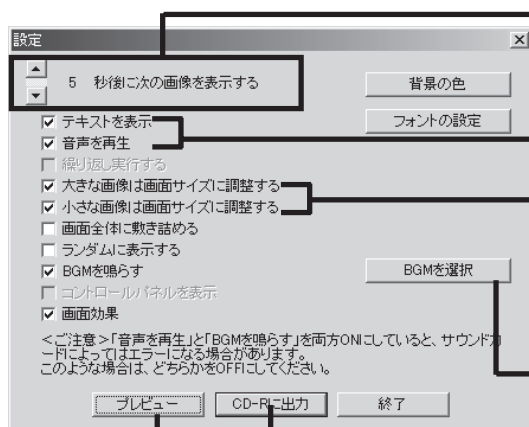 設定
5 秒後に次の画像を表示する
背景の色
テキストを表示
フォントの設定
音声を再生
繰り返し実行する
大きな画像は画面サイズに調整する
小さな画像は画面サイズに調整する
画面全体に敷き詰める
ランダムに表示する
BGMを鳴らす
BGMを選択
コントロールパネルを表示
画面効果
<ご注意>「音声を再生」と「BGMを鳴らす」を両方ONにしていると、サウンドカ
ードによってはエラーになる場合があります。
このような場合は、どちらかをOFFにしてください。
プレビュー
CD-Rに出力
終了